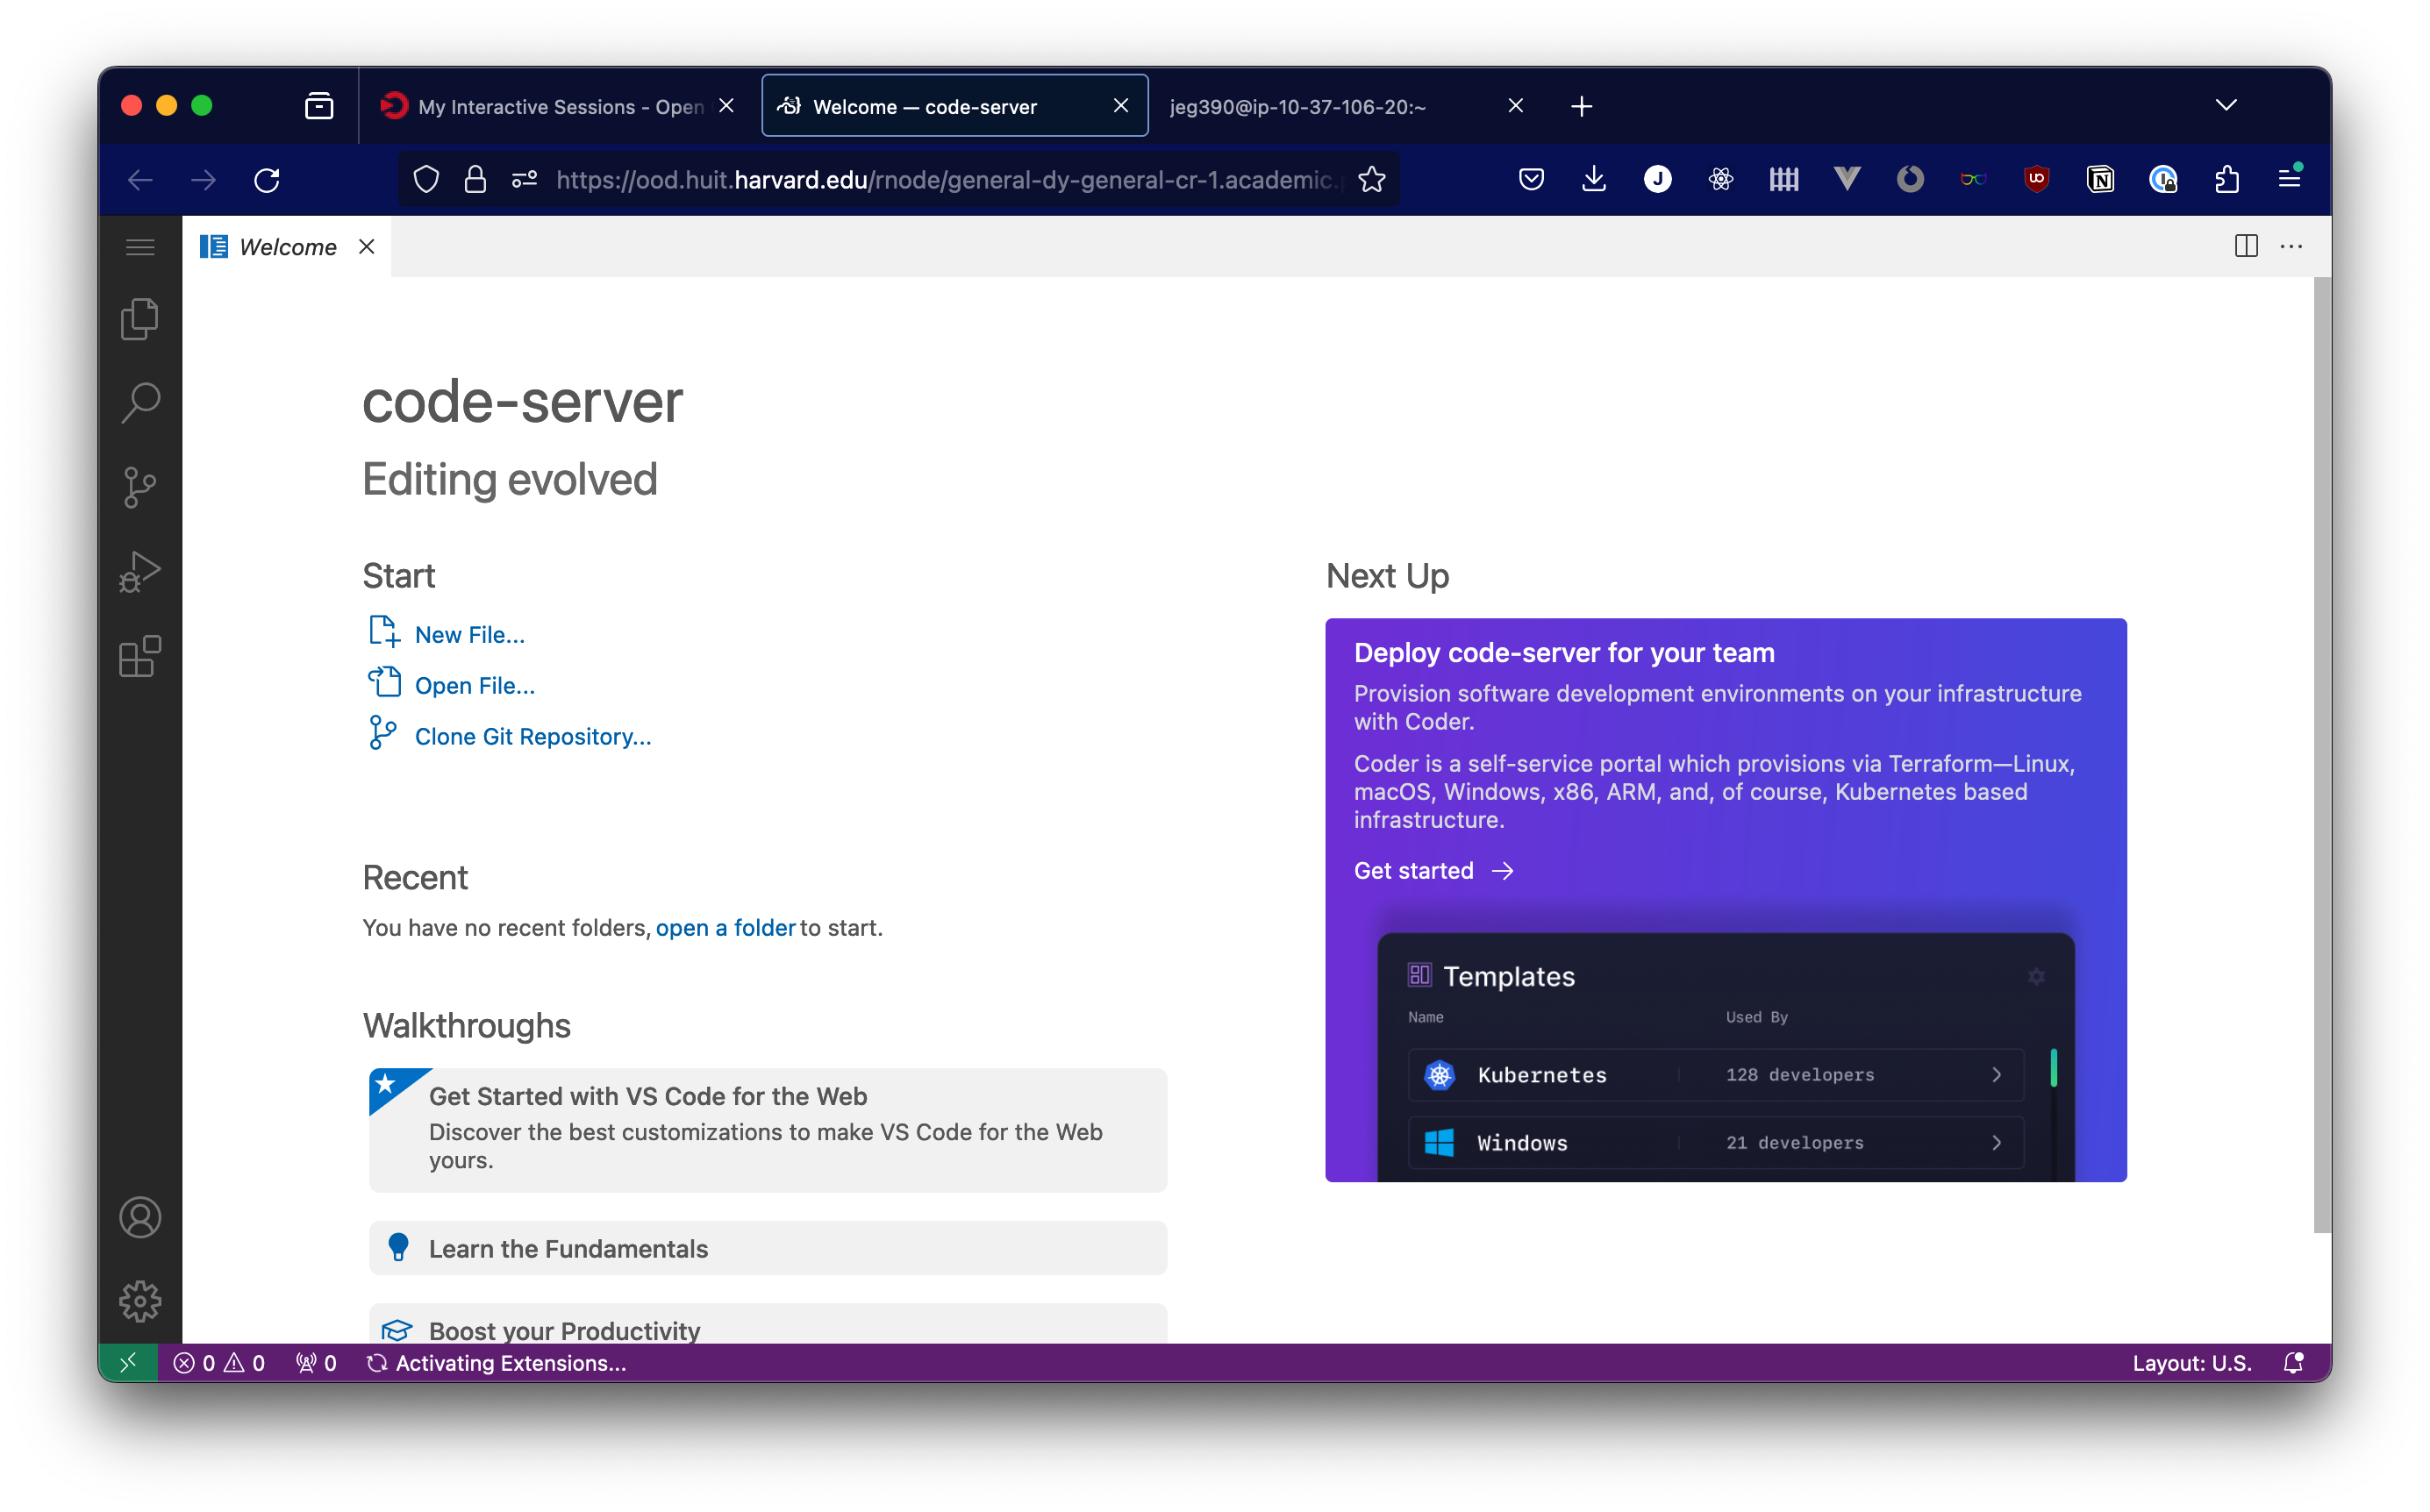 My Interactive Sessions - Open
Welcome — code-server
jeg390@ip-10-37-106-20:~
https://ood.huit.harvard.edu/rnode/general-dy-general-cr-1.academic.
Welcome
code-server
Editing evolved
Start
New File...
Open File...
Clone Git Repository...
Recent
You have no recent folders, open a folder to start.
Walkthroughs
Get Started with VS Code for the Web
Discover the best customizations to make VS Code for the Web
yours.
Learn the Fundamentals
Boost your Productivity
Next Up
Deploy code-server for your team
Provision software development environments on your infrastructure
with Coder.
Coder is a self-service portal which provisions via Terraform—Linux,
macOS, Windows, x86, ARM, and, of course, Kubernetes based
infrastructure.
Get started →
Templates
Name Used By
Kubernetes 128 developers
Windows 21 developers
0 0 0 Activating Extensions...
Layout: U.S.